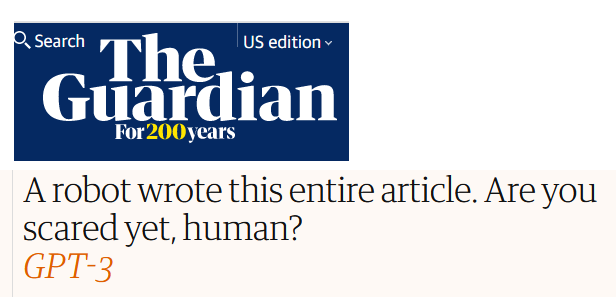 Search
US edition
The
Guardian
For 200 years
A robot wrote this entire article. Are you
scared yet, human?
GPT-3